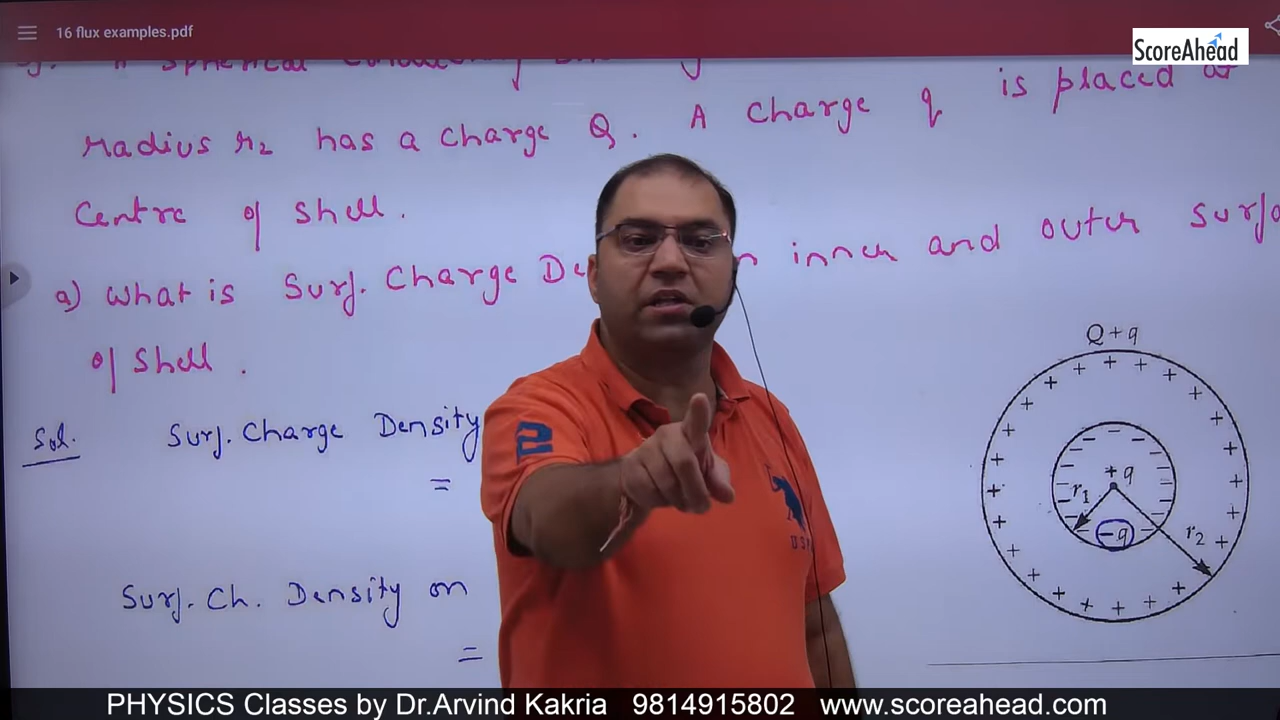 16 flux examples.pdf
ScoreAhead
radius r2 has a charge Q. A charge q is placed at
Centre of Shell.
a) What is Surf. Charge De n inner and outer Surfa
of Shell.
Sol. Surf. Charge Density
=
Surf. Ch. Density on
=
Q+q
+q
r1
-q
r2
2
PHYSICS Classes by Dr.Arvind Kakria 9814915802 www.scoreahead.com